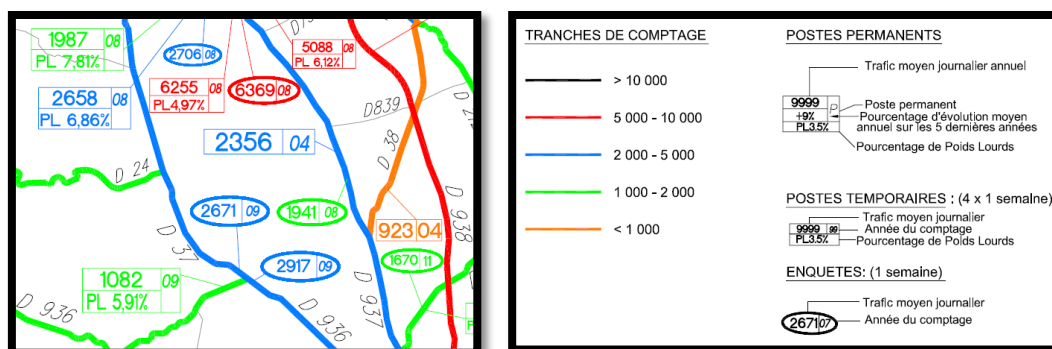 1987 08
PL 7,81%
2706 08
2658 08
PL 6,86%
6255 08
PL4,97%
6369 08
5088 08
PL 6,12%
D839
2356 04
D 38
D 24
2671 09
1941 08
923 04
D 938
1670 11
D 37
2917 09
1082 09
PL 5,91%
D 936
D 936
D 937
TRANCHES DE COMPTAGE
> 10 000
5 000 - 10 000
2 000 - 5 000
1 000 - 2 000
< 1 000
POSTES PERMANENTS
Trafic moyen journalier annuel
9999 P
+9%
PL3.5%
Poste permanent
Pourcentage d'évolution moyen
annuel sur les 5 dernières années
Pourcentage de Poids Lourds
POSTES TEMPORAIRES : (4 x 1 semaine)
Trafic moyen journalier
9999 99
Année du comptage
PL3.5%
Pourcentage de Poids Lourds
ENQUETES: (1 semaine)
Trafic moyen journalier
2671 07
Année du comptage